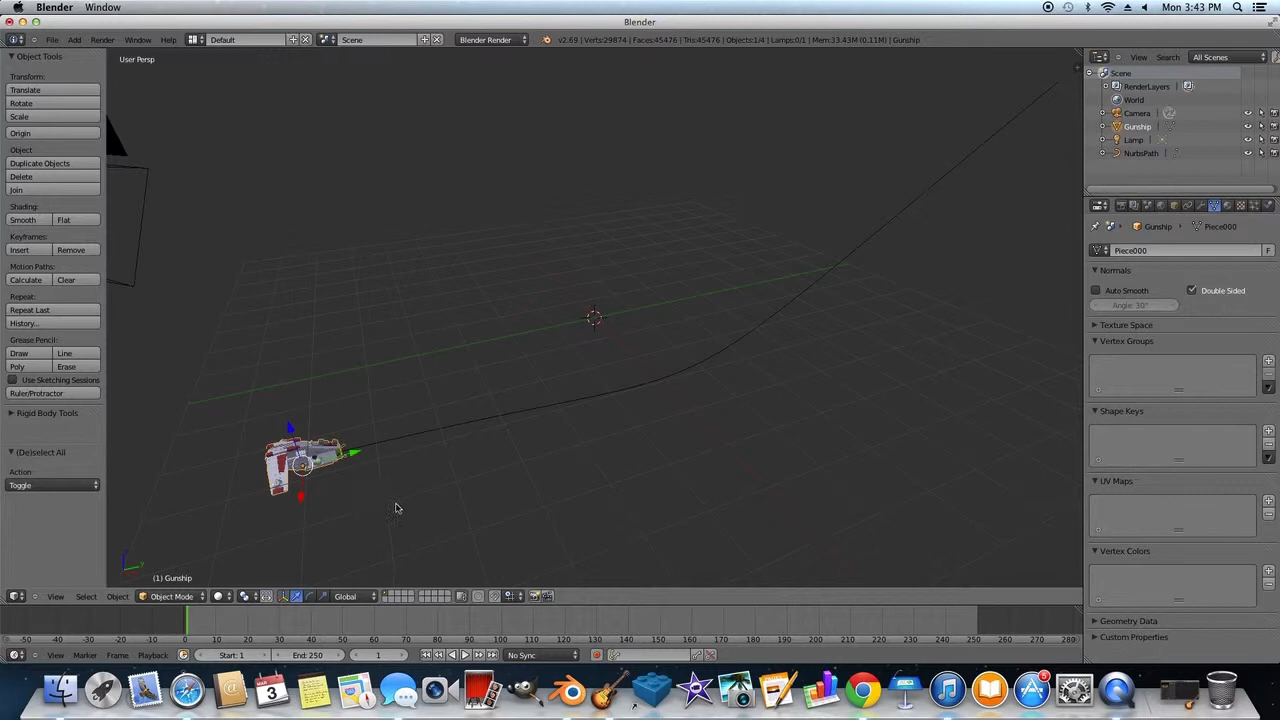 Blender Window Mon 3:43 PM
Blender
File Add Render Window Help Default Scene Blender Render v2.69 | Verts:29874 | Faces:45476 | Tris:45476 | Objects:1/4 | Lamps:0/1 | Mem:33.43M (0.11M) | Gunship
Object Tools
Transform:
Translate
Rotate
Scale
Origin
Object
Duplicate Objects
Delete
Join
Shading:
Smooth Flat
Keyframes:
Insert Remove
Motion Paths:
Calculate Clear
Repeat:
Repeat Last
History...
Grease Pencil:
Draw Line
Poly Erase
Use Sketching Sessions
Ruler/Protractor
Rigid Body Tools
(De)select All
Action:
Toggle
User Persp
(1) Gunship
View Select Object Object Mode Global
View Search All Scenes
Scene
RenderLayers
World
Camera
Gunship
Lamp
NurbsPath
Gunship Piece000
Piece000 F
Normals
Auto Smooth Double Sided
Angle: 30°
Texture Space
Vertex Groups
Shape Keys
UV Maps
Vertex Colors
Geometry Data
Custom Properties
-50 -40 -30 -20 -10 0 10 20 30 40 50 60 70 80 90 100 110 120 130 140 150 160 170 180 190 200 210 220 230 240 250 260 270 280
View Marker Frame Playback Start: 1 End: 250 1 No Sync
3
5